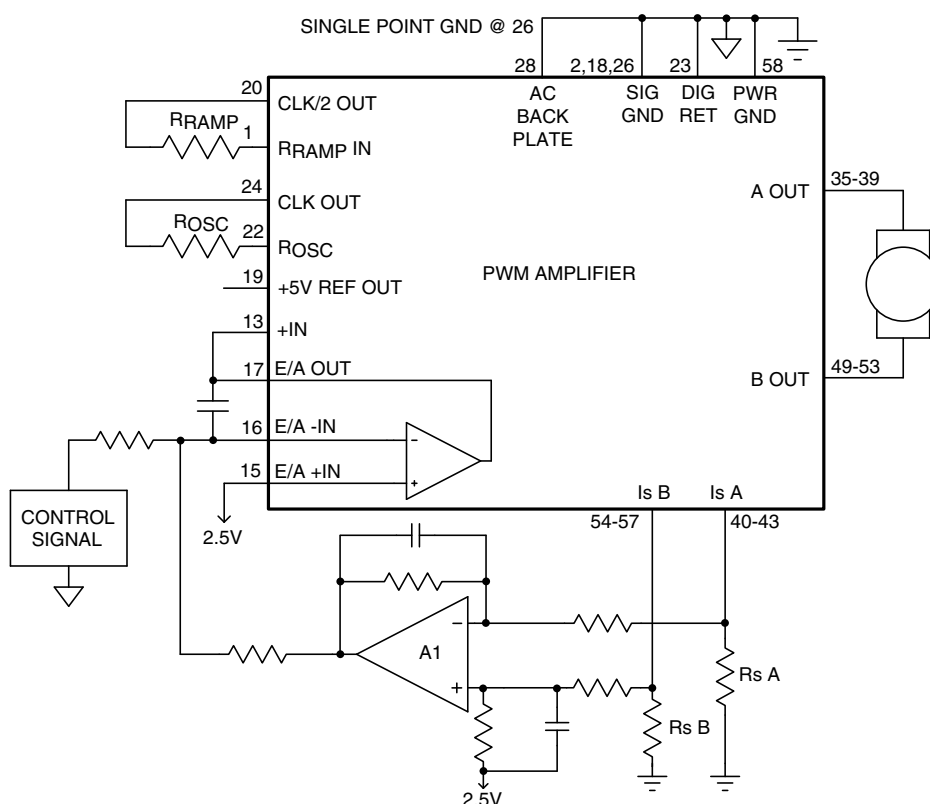 SINGLE POINT GND @ 26
28
2,18,26
23
58
AC
BACK
PLATE
SIG
GND
DIG
RET
PWR
GND
20
CLK/2 OUT
RRAMP
1
RRAMP IN
24
CLK OUT
ROSC
22
ROSC
19
+5V REF OUT
13
+IN
17
E/A OUT
16
E/A -IN
15
E/A +IN
2.5V
PWM AMPLIFIER
A OUT
35-39
B OUT
49-53
Is B
Is A
54-57
40-43
CONTROL
SIGNAL
A1
Rs A
Rs B
2.5V
–
+
-
+